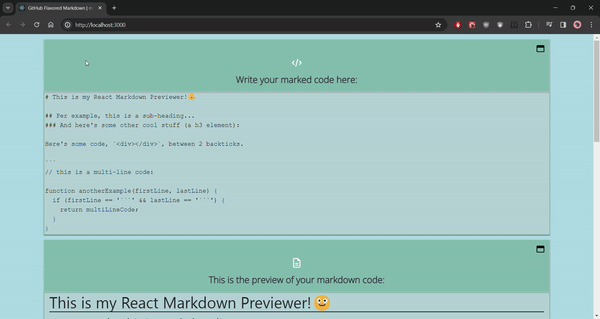 GitHub Flavored Markdown | m
http://localhost:3000
Write your marked code here:
# This is my React Markdown Previewer!🤪
## Per example, this is a sub-heading...
### And here's some other cool stuff (a h3 element):
Here's some code, `<div></div>`, between 2 backticks.
```
// this is a multi-line code:
function anotherExample(firstLine, lastLine) {
if (firstLine == '```' && lastLine == '```') {
return multiLineCode;
}
}
This is the preview of your markdown code:
This is my React Markdown Previewer!🤪